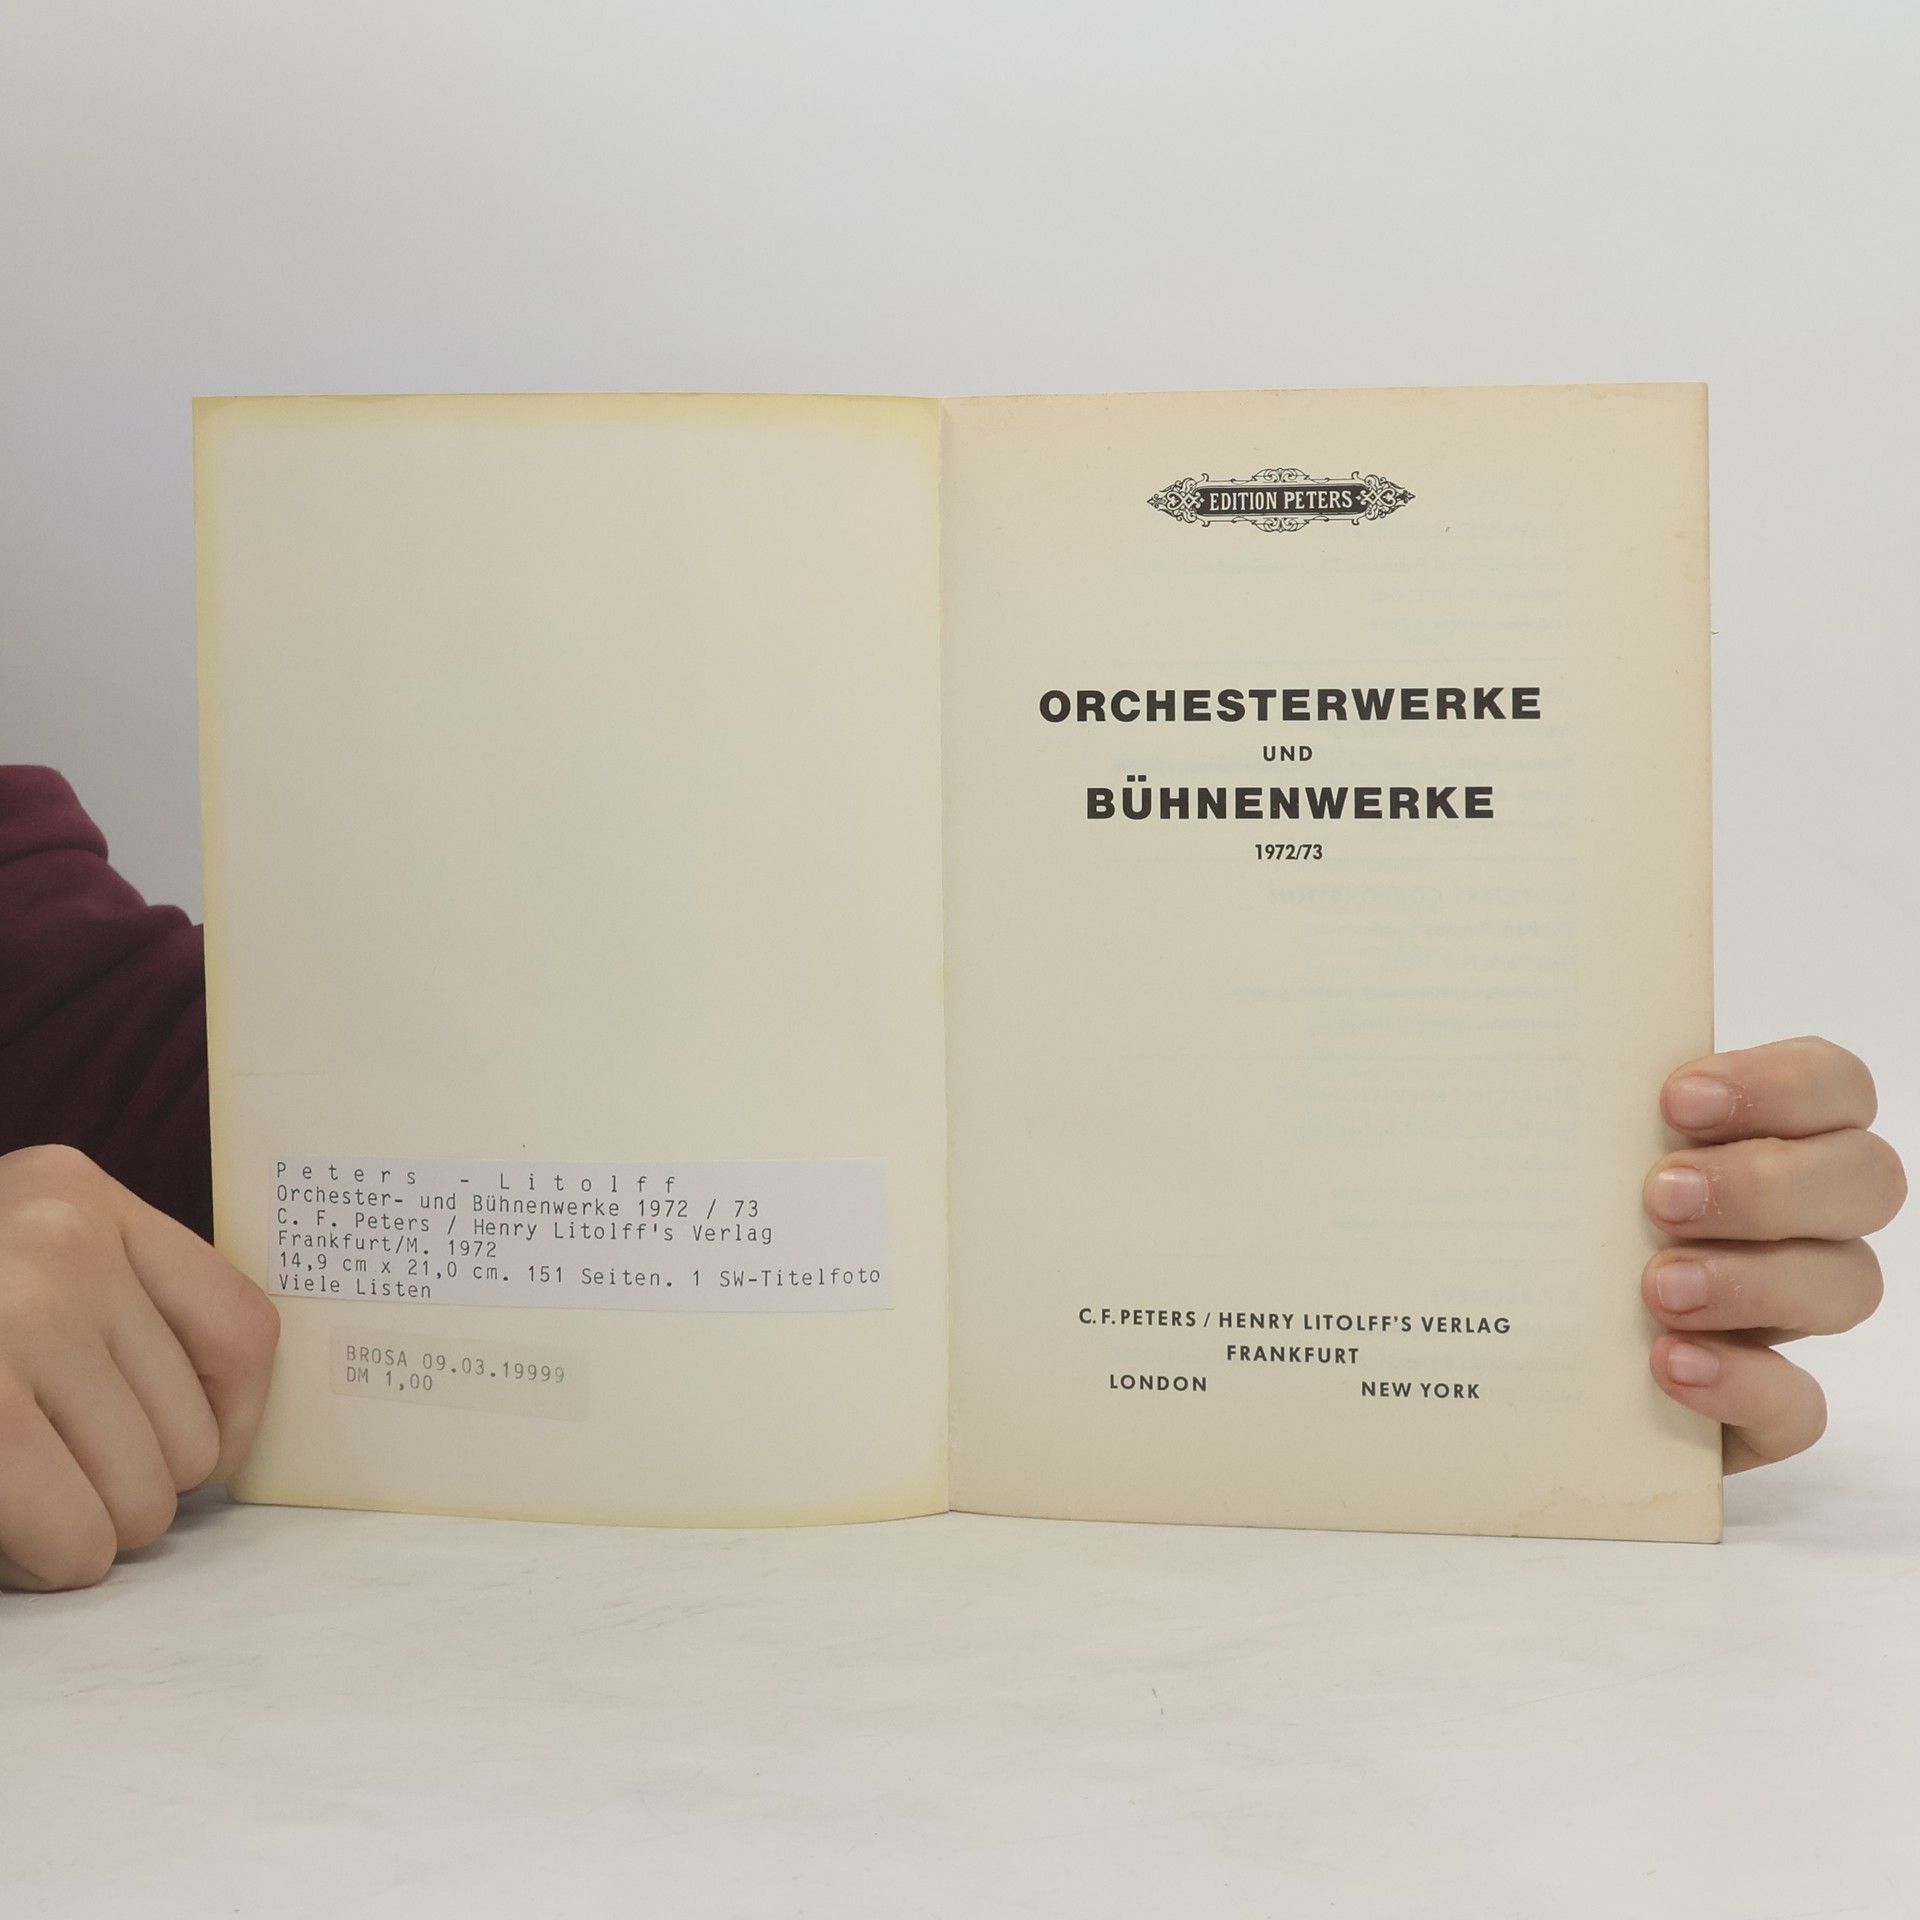 P e t e r s  -  L i t o l f f
Orchester- und Bühnenwerke 1972 / 73
C. F. Peters / Henry Litolff's Verlag
Frankfurt/M. 1972
14,9 cm x 21,0 cm. 151 Seiten. 1 SW-Titelfoto
Viele Listen
BROSA 09.03.19999
DM 1,00
EDITION PETERS
ORCHESTERWERKE
UND
BÜHNENWERKE
1972/73
C. F. PETERS / HENRY LITOLFF'S VERLAG
FRANKFURT
LONDON NEW YORK